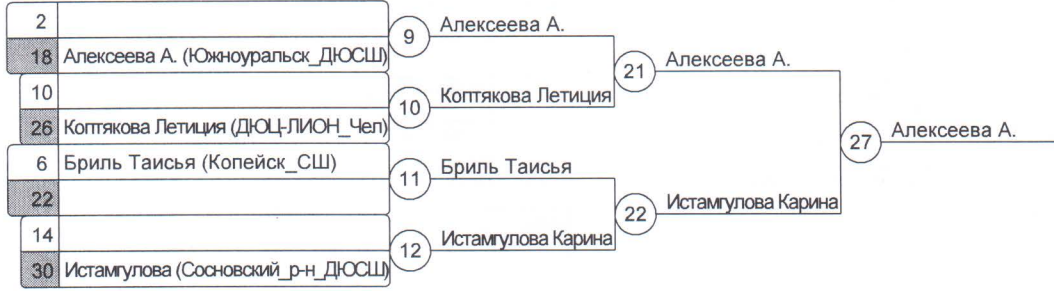 2
18 Алексеева А. (Южноуральск_ДЮСШ)
9
Алексеева А.
10
26 Коптякова Летиция (ДЮЦ-ЛИОН_Чел)
10
Коптякова Летиция
21
Алексеева А.
6 Бриль Таисья (Копейск_СШ)
22
11
Бриль Таисья
14
30 Истамгулова (Сосновский_р-н_ДЮСШ)
12
Истамгулова Карина
22
Истамгулова Карина
27
Алексеева А.